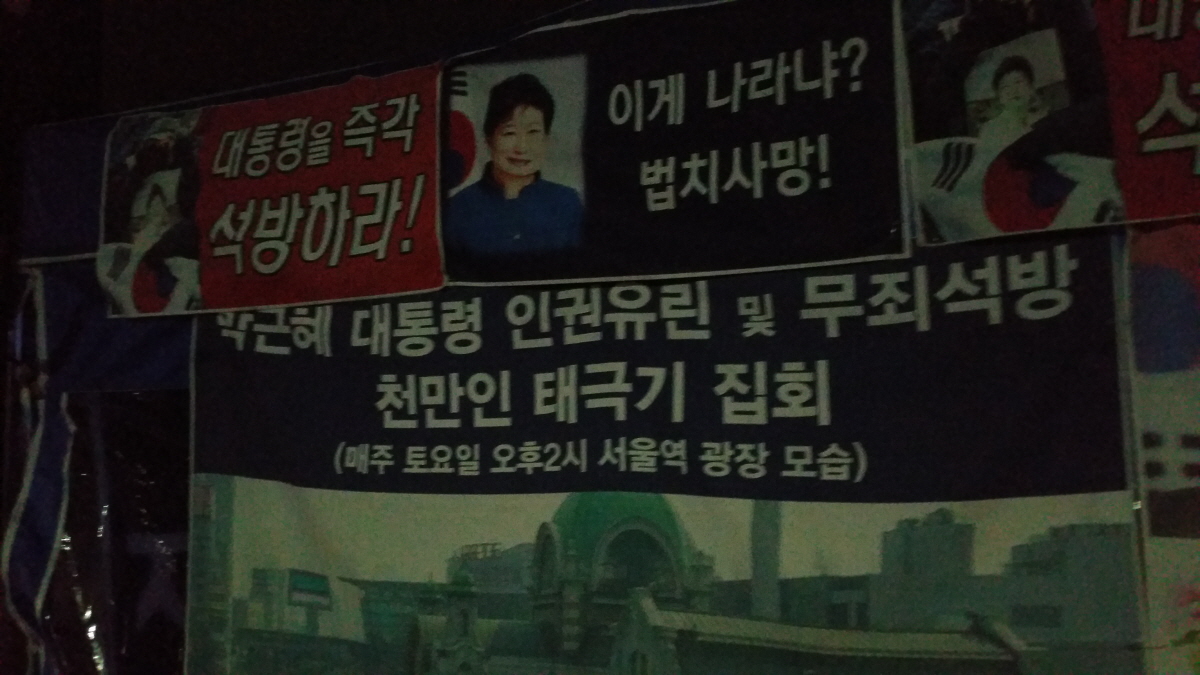 대통령을 즉각
석방하라!
이게 나라냐?
법치사망!
박근혜 대통령 인권유린 및 무죄석방
천만인 태극기 집회
(매주 토요일 오후2시 서울역 광장 모습)
대
석